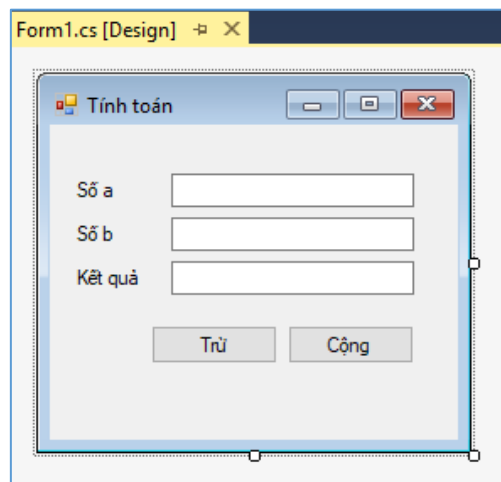 Form1.cs [Design]
Tính toán
Số a
Số b
Kết quả
Trừ Cộng